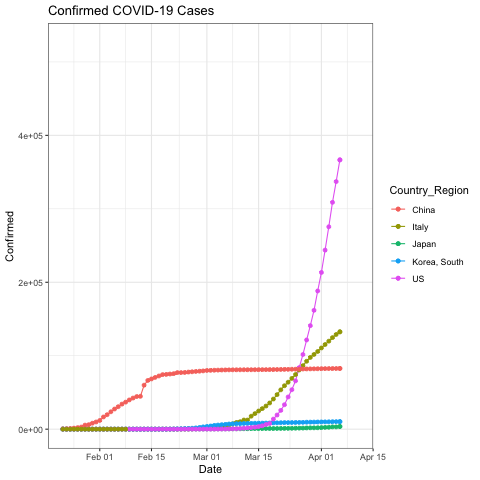 Confirmed COVID-19 Cases
Confirmed
4e+05
2e+05
0e+00
Feb 01
Feb 15
Mar 01
Mar 15
Apr 01
Apr 15
Date
Country_Region
China
Italy
Japan
Korea, South
US